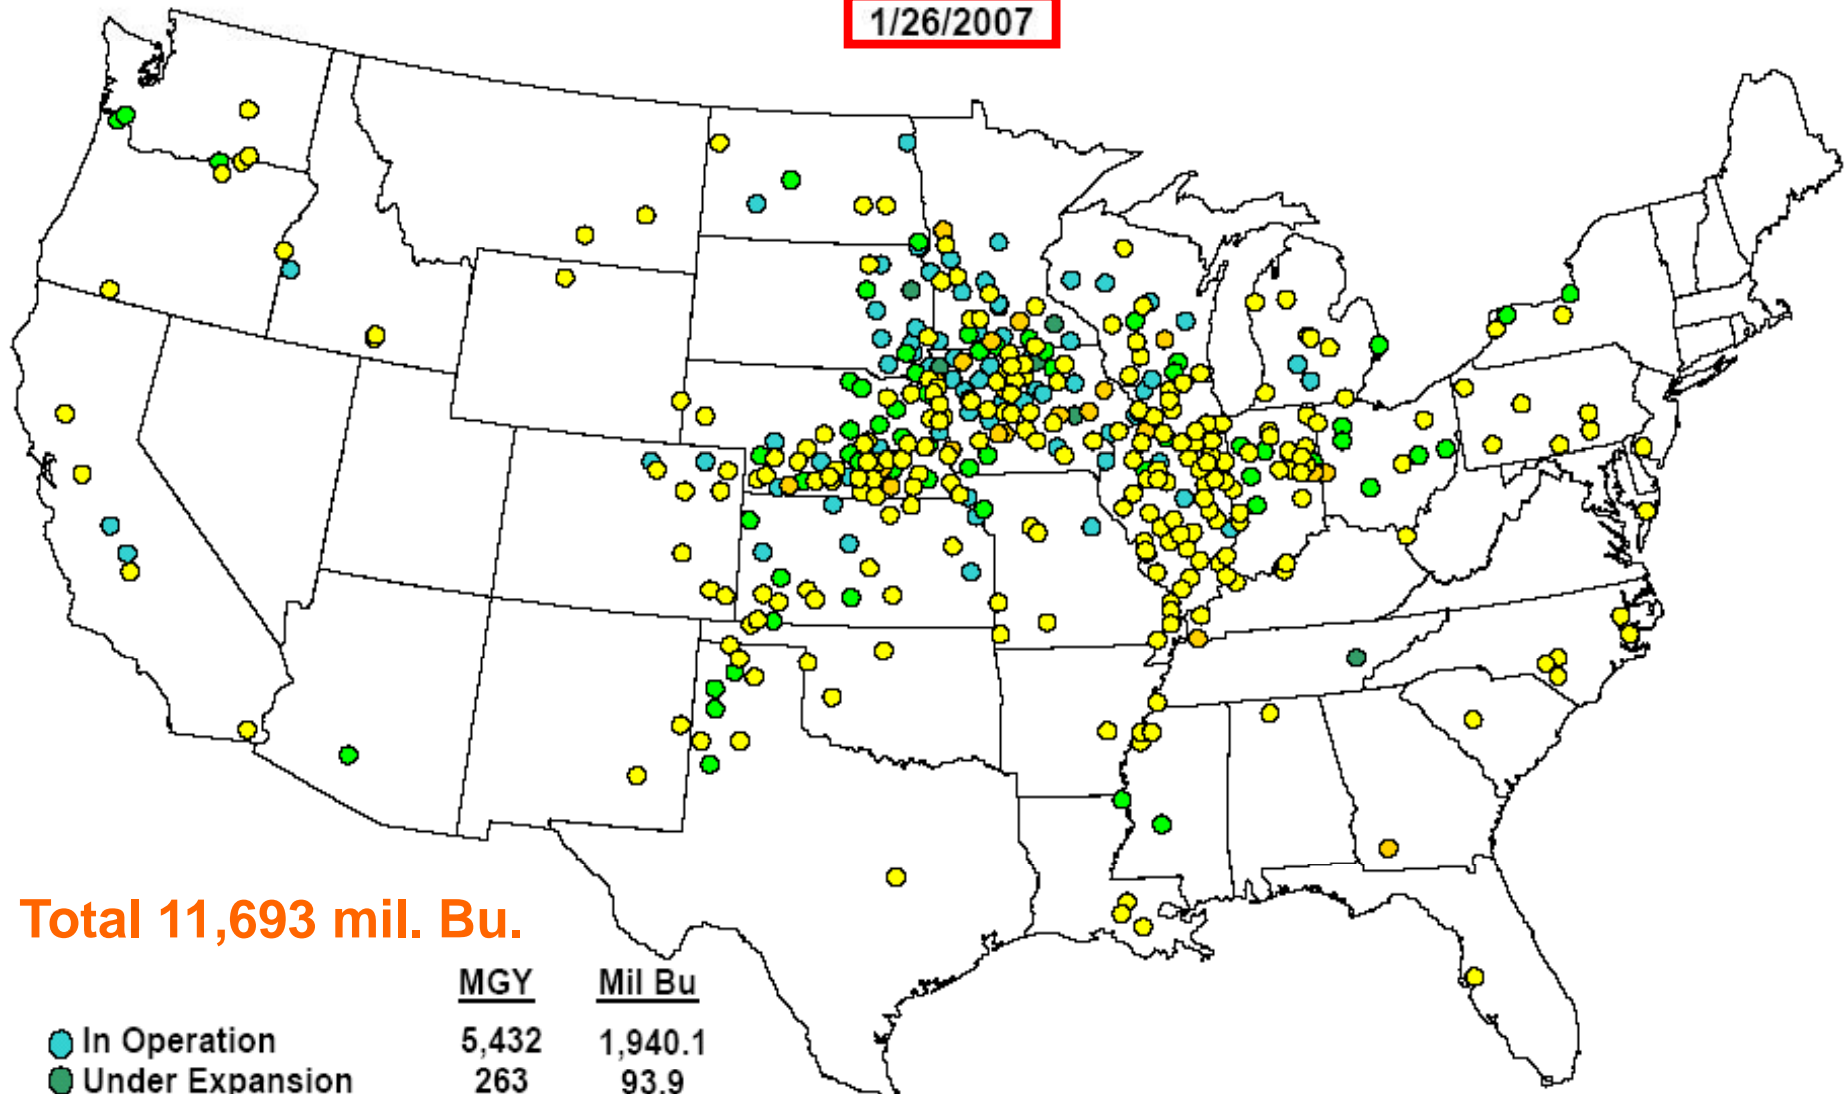 1/26/2007
Total 11,693 mil. Bu.
MGY Mil Bu
In Operation 5,432 1,940.1
Under Expansion 263 93.9